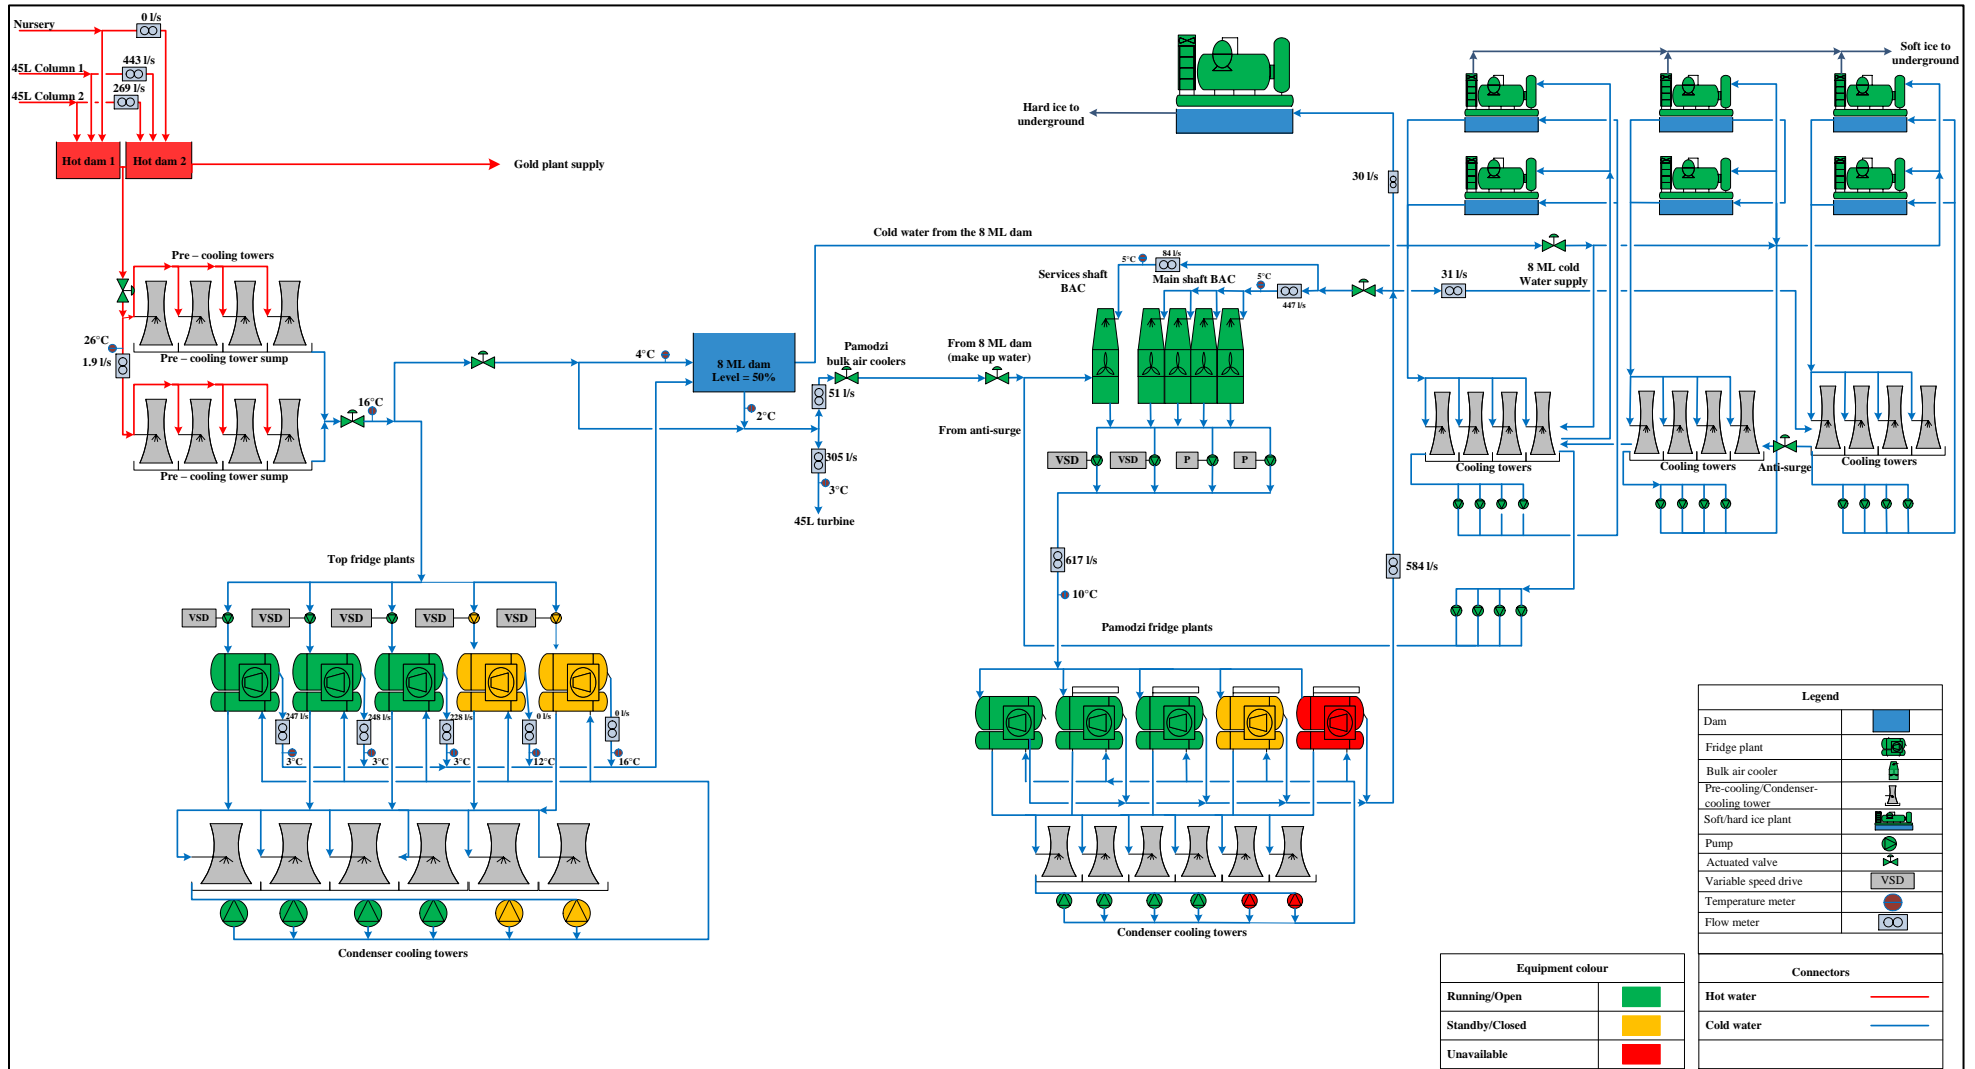 Nursery
0 l/s
45L Column 1
443 l/s
45L Column 2
269 l/s
Hot dam 1
Hot dam 2
Gold plant supply
Pre – cooling towers
26°C
1.9 l/s
Pre – cooling tower sump
Pre – cooling tower sump
16°C
4°C
8 ML dam
Level = 50%
2°C
Pamodzi
bulk air coolers
51 l/s
305 l/s
3°C
45L turbine
Cold water from the 8 ML dam
From 8 ML dam
(make up water)
From anti-surge
Hard ice to
underground
Soft ice to
underground
30 l/s
Services shaft
BAC
5°C
84 l/s
Main shaft BAC
5°C
447 l/s
31 l/s
8 ML cold
Water supply
VSD
VSD
P
P
Cooling towers
Cooling towers
Anti-surge
Cooling towers
617 l/s
10°C
584 l/s
Pamodzi fridge plants
Top fridge plants
VSD
VSD
VSD
VSD
VSD
247 l/s
248 l/s
228 l/s
0 l/s
0 l/s
3°C
3°C
3°C
12°C
16°C
Condenser cooling towers
Condenser cooling towers
Legend
Dam
Fridge plant
Bulk air cooler
Pre-cooling/Condenser-
cooling tower
Soft/hard ice plant
Pump
Actuated valve
Variable speed drive
VSD
Temperature meter
Flow meter
Equipment colour
Running/Open
Standby/Closed
Unavailable
Connectors
Hot water
Cold water